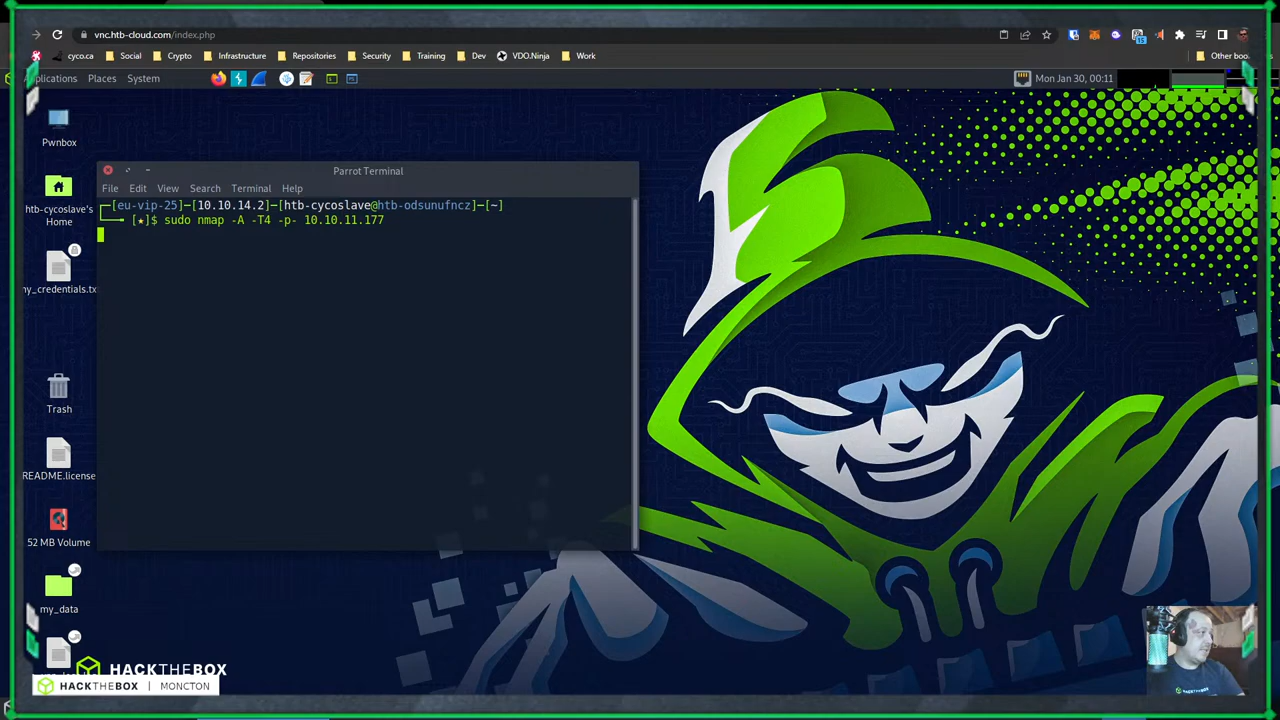 vnc.htb-cloud.com/index.php
cyco.ca
Social
Crypto
Infrastructure
Repositories
Security
Training
Dev
VDO.Ninja
Work
Other boo
Applications
Places
System
Mon Jan 30, 00:11
Pwnbox
htb-cycoslave's
Home
ny_credentials.tx
Trash
README.license
52 MB Volume
my_data
Parrot Terminal
File
Edit
View
Search
Terminal
Help
┌─[eu-vip-25]─[10.10.14.2]─[htb-cycoslave@htb-odsunufncz]─[~]
└──╼ [★]$ sudo nmap -A -T4 -p- 10.10.11.177
HACKTHEBOX
HACKTHEBOX | MONCTON